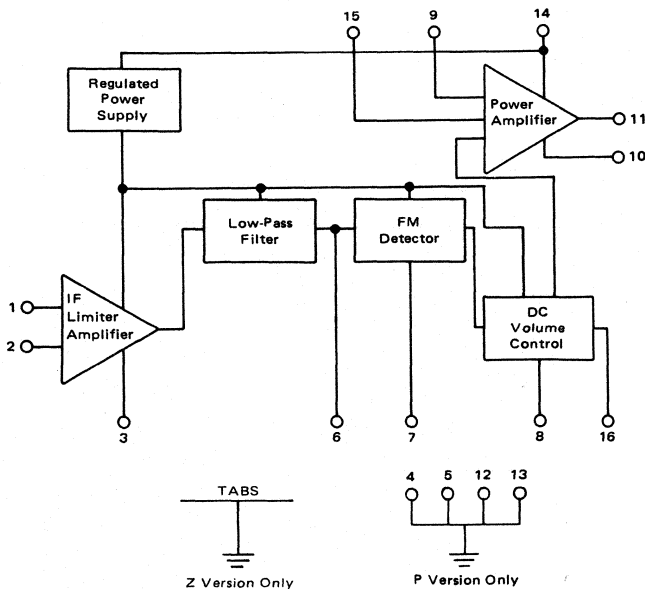 15
9
14
Regulated
Power
Supply
Power
Amplifier
11
10
Low-Pass
Filter
FM
Detector
1
2
IF
Limiter
Amplifier
DC
Volume
Control
3
6
7
8
16
TABS
Z Version Only
4
5
12
13
P Version Only